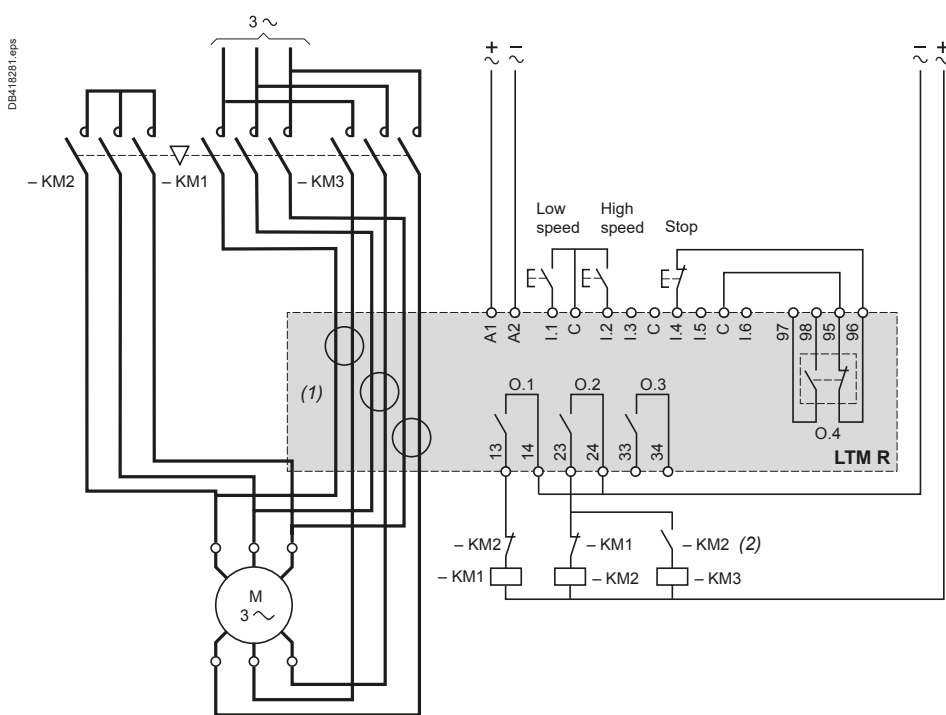 DB418281.eps
3 ∼
+ − − +
∼ ∼ ∼ ∼
– KM2 – KM1 – KM3
Low speed
High speed
Stop
A1 A2 I.1 C I.2 I.3 C I.4 I.5 C I.6 97 98 95 96
(1)
O.1 O.2 O.3
O.4
13 14 23 24 33 34
LTM R
– KM2 – KM1 – KM2 (2)
– KM1 – KM2 – KM3
M
3 ∼